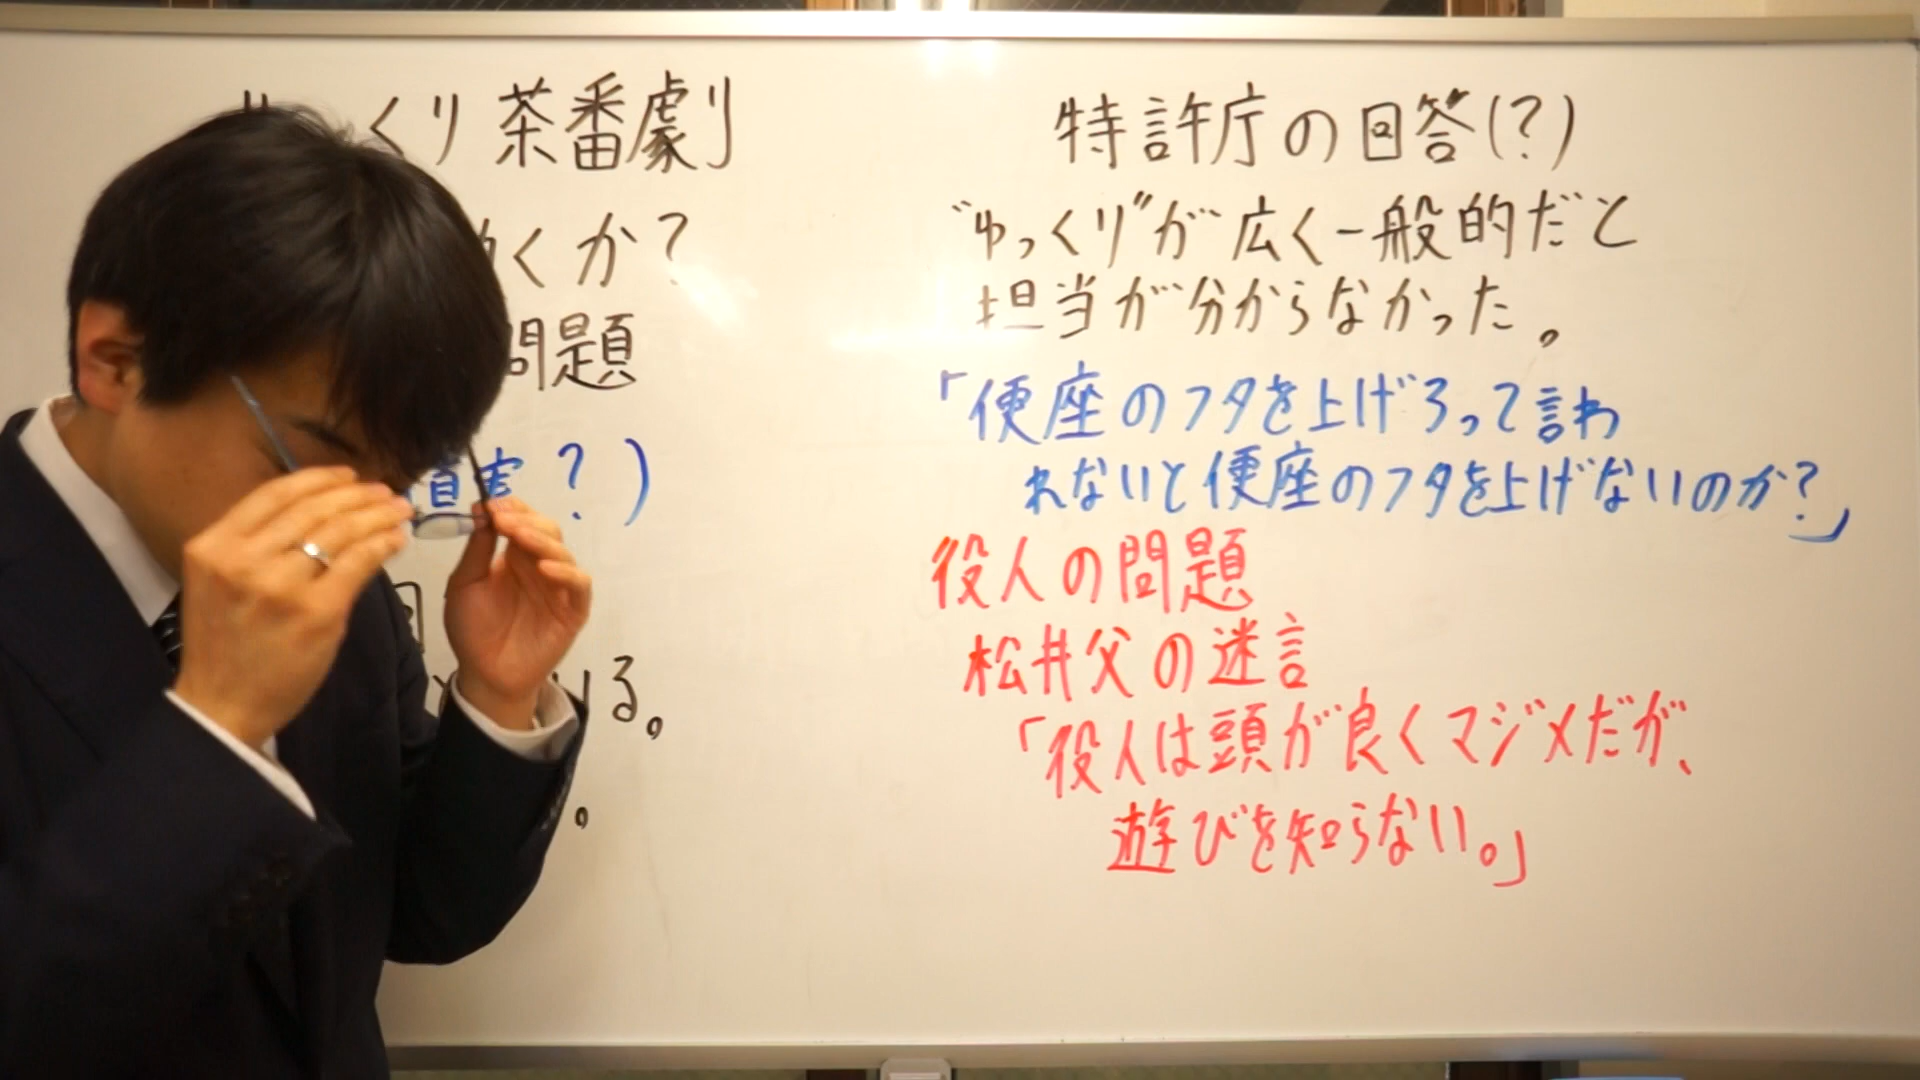 くり茶番劇
くか?
問題
真実?)
る。
。
特許庁の回答(?)
“ゆっくり”が広く一般的だと
担当が分からなかった。
「便座のフタを上げろって言わ
れないと便座のフタを上げないのか?」
役人の問題
松井父の迷言
「役人は頭が良くマジメだが、
遊びを知らない。」